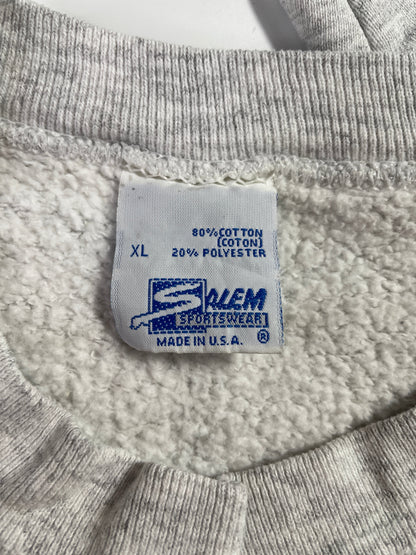 80% COTTON
(COTON)
XL 20% POLYESTER
SALEM
SPORTSWEAR
®
MADE IN U.S.A.